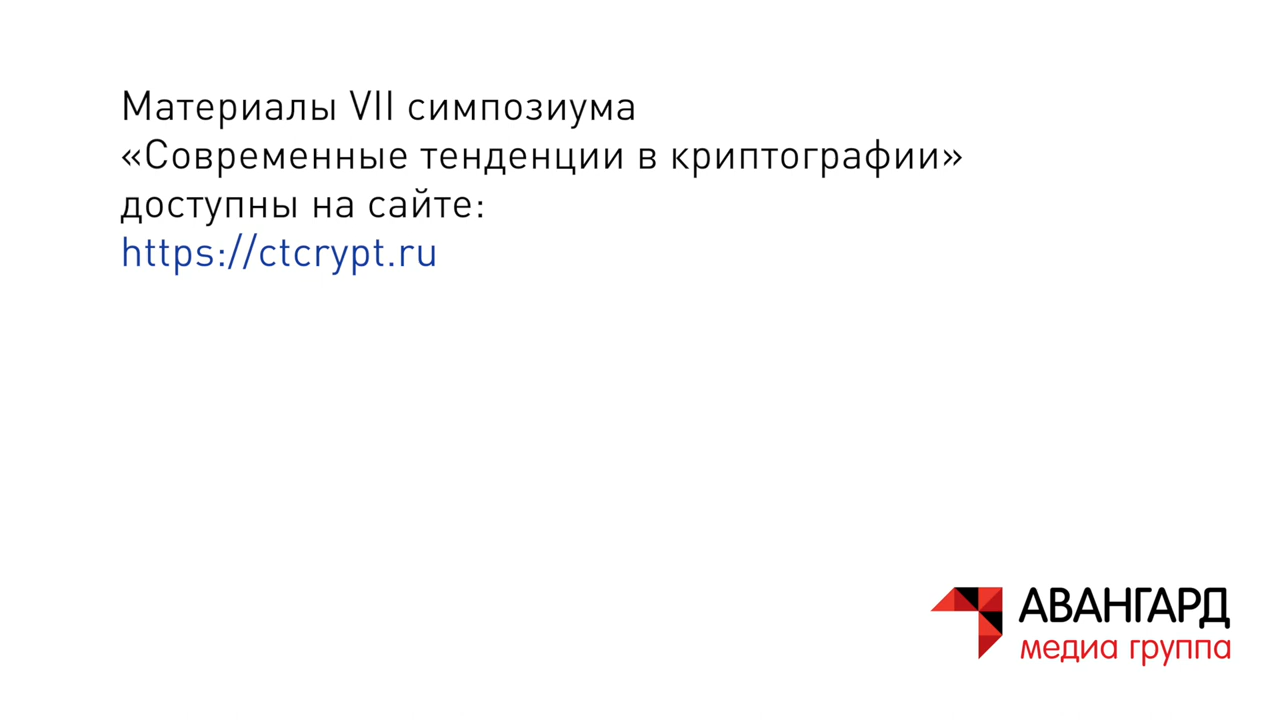 Материалы VII симпозиума
«Современные тенденции в криптографии»
доступны на сайте:
https://ctcrypt.ru
АВАНГАРД
медиа группа